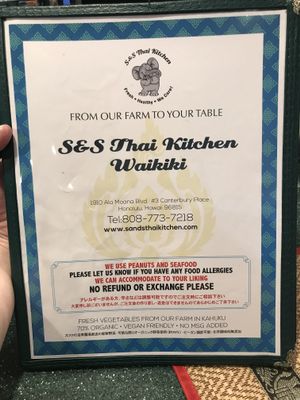 S&S Thai Kitchen
Fresh • Healthy • We Care!
FROM OUR FARM TO YOUR TABLE
S&S Thai Kitchen
Waikiki
1910 Ala Moana Blvd. #3 Canterbury Place
Honolulu, Hawaii 96815
Tel:808-773-7218
www.sandsthaikitchen.com
WE USE PEANUTS AND SEAFOOD
PLEASE LET US KNOW IF YOU HAVE ANY FOOD ALLERGIES
WE CAN ACCOMMODATE TO YOUR LIKING
NO REFUND OR EXCHANGE PLEASE
FRESH VEGETABLES FROM OUR FARM IN KAHUKU
70% ORGANIC • VEGAN FRIENDLY • NO MSG ADDED